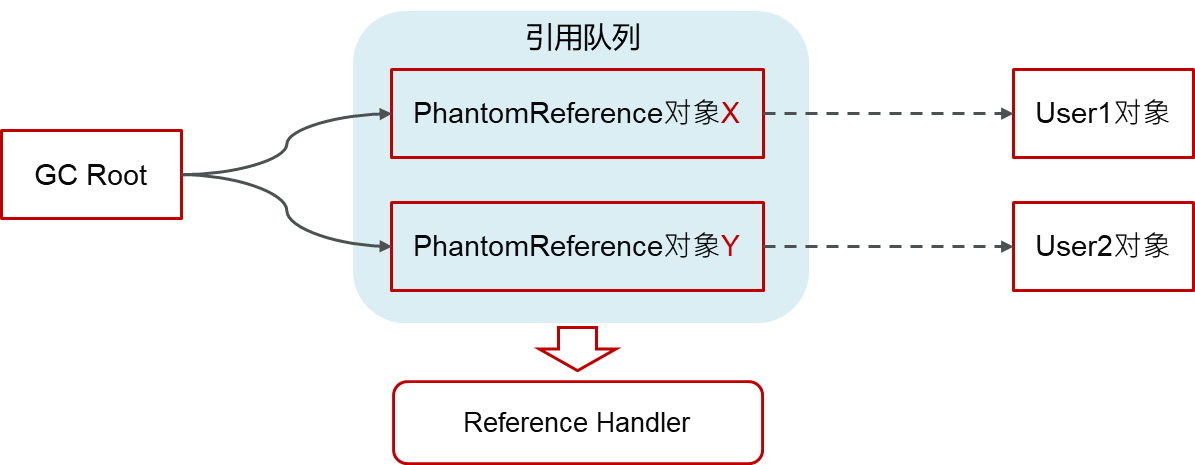 引用队列
PhantomReference对象X
User1对象
GC Root
PhantomReference对象Y
User2对象
Reference Handler